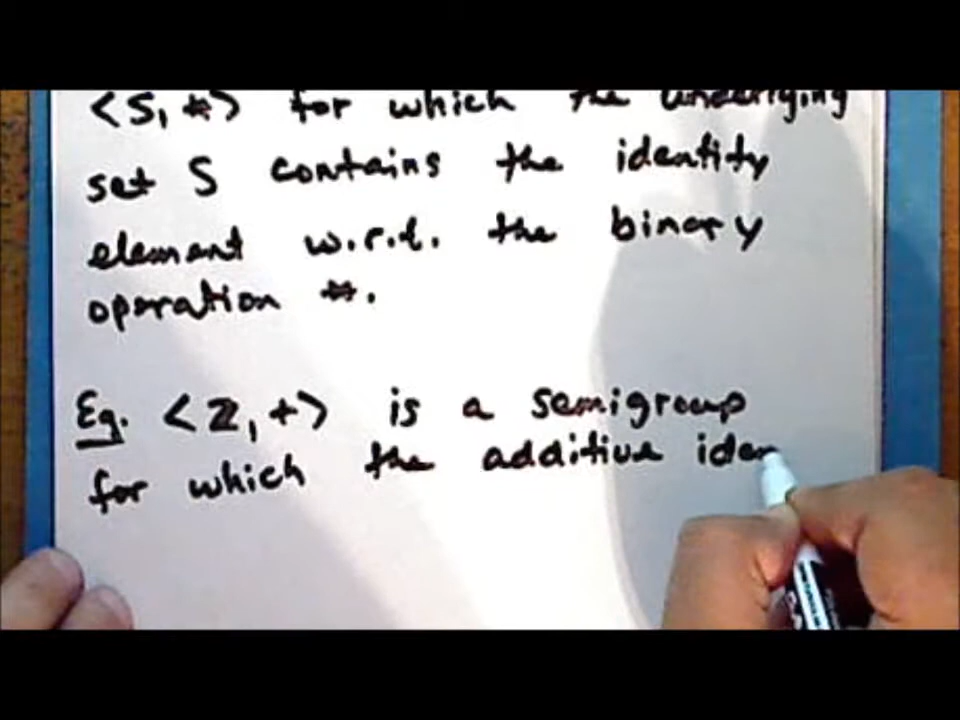 <S, *> for which the underlying
set S contains the identity
element w.r.t. the binary
operation *.
Eg. <ℤ, +> is a semigroup
for which the additive iden